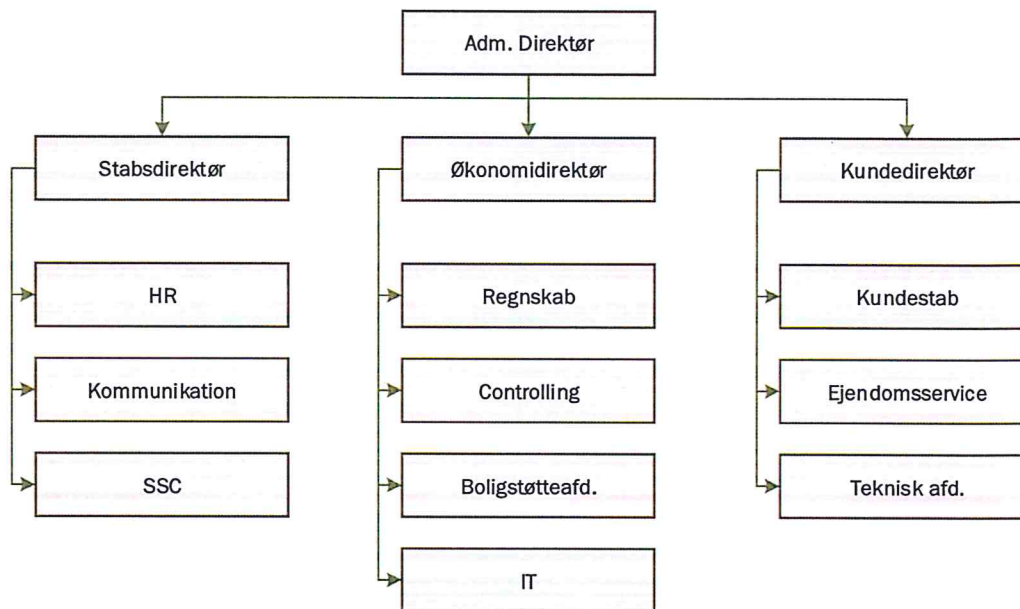 Adm. Direktør
Stabsdirektør
Økonomidirektør
Kundedirektør
HR
Regnskab
Kundestab
Kommunikation
Controlling
Ejendomsservice
SSC
Boligstøtteafd.
Teknisk afd.
IT